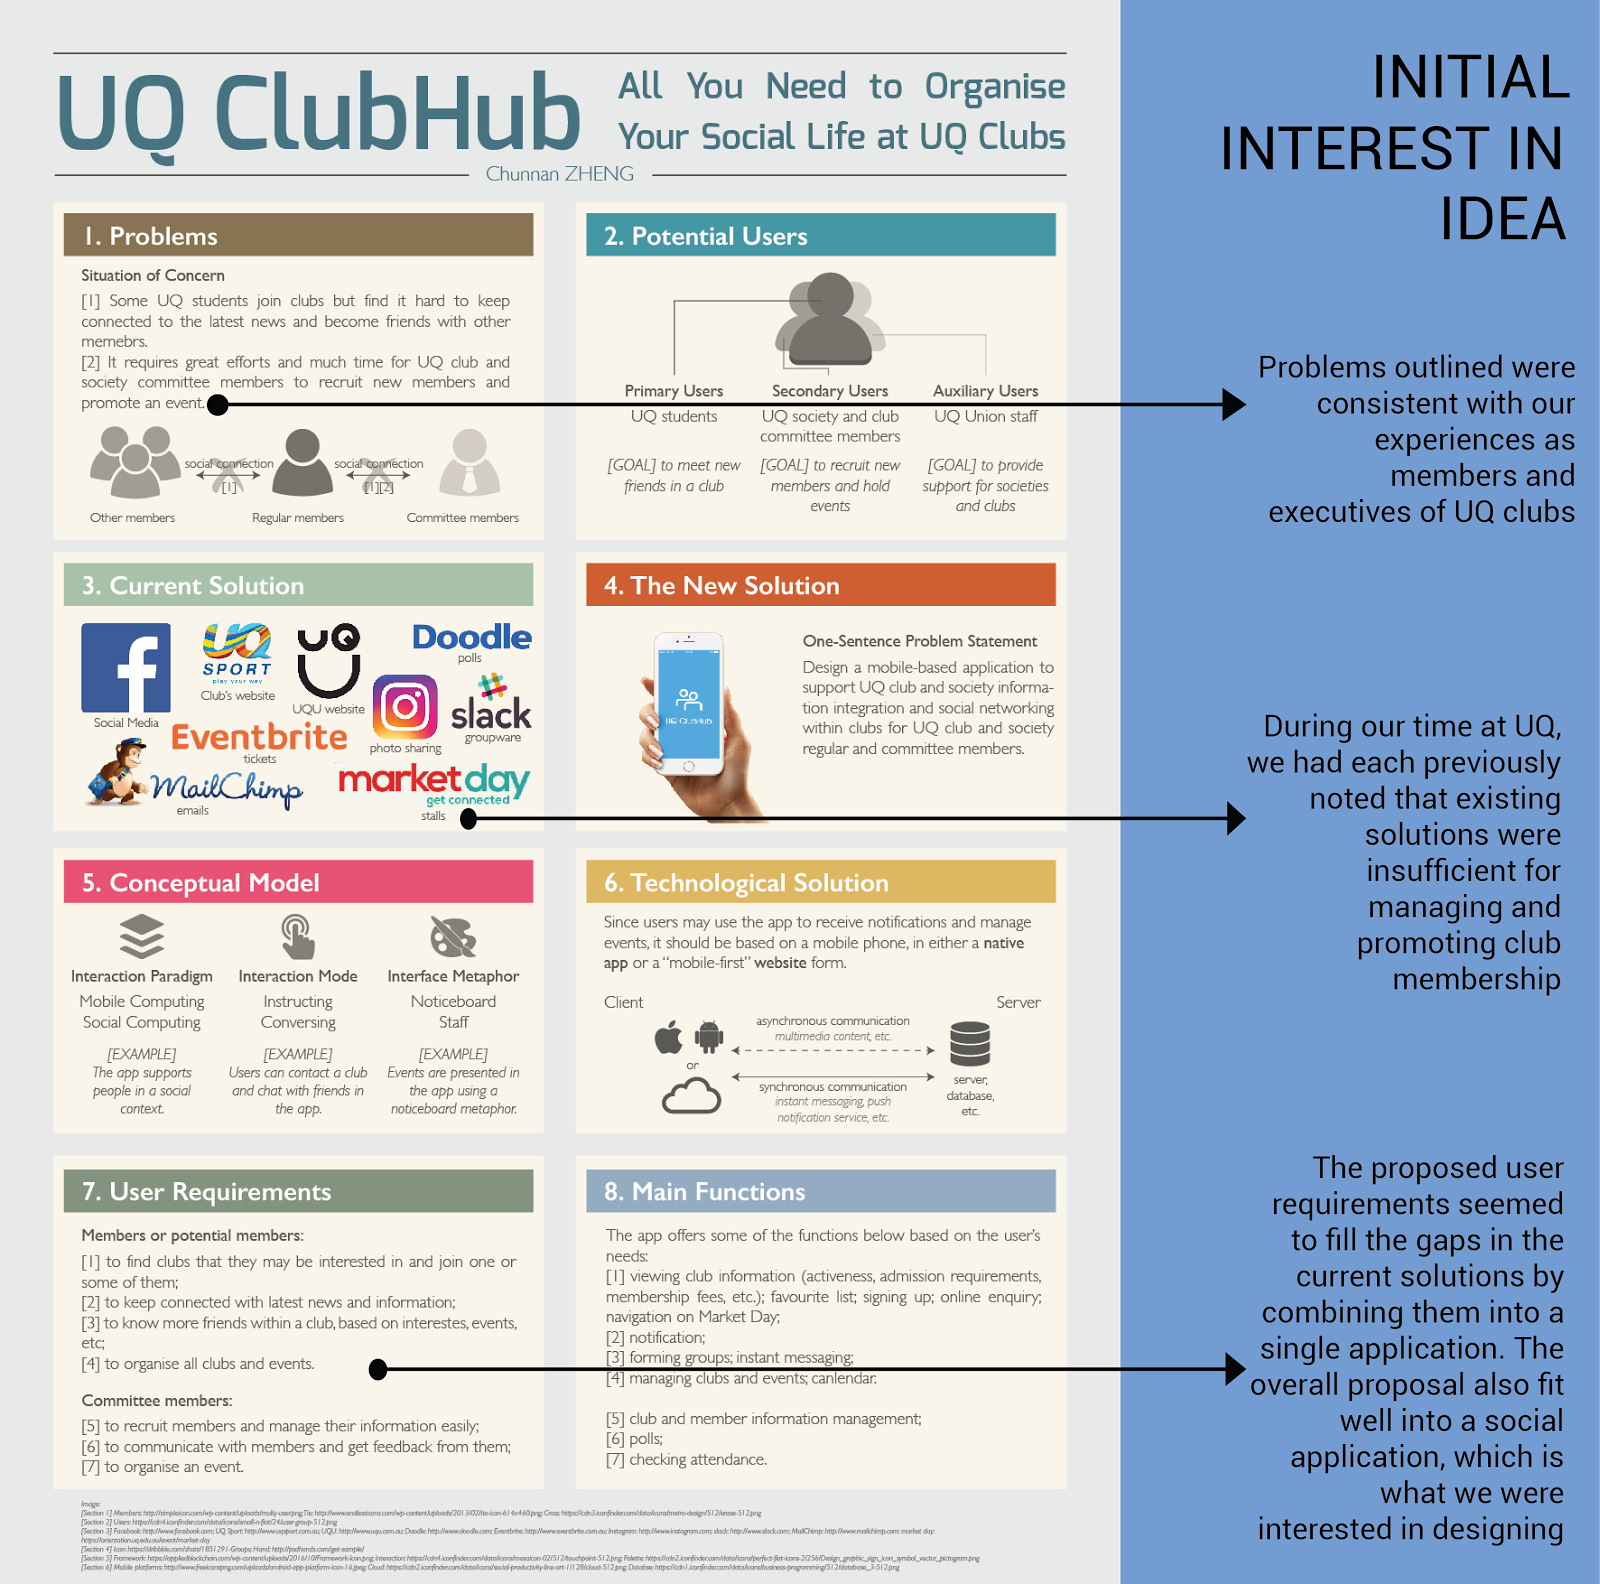 UQ ClubHub
All You Need to Organise
Your Social Life at UQ Clubs
Chunnan ZHENG
1. Problems
Situation of Concern
[1] Some UQ students join clubs but find it hard to keep
connected to the latest news and become friends with other
memebrs.
[2] It requires great efforts and much time for UQ club and
society committee members to recruit new members and
promote an event.
social connection
[1]
social connection
[1][2]
Other members
Regular members
Committee members
2. Potential Users
Primary Users
UQ students
[GOAL] to meet new
friends in a club
Secondary Users
UQ society and club
committee members
[GOAL] to recruit new
members and hold
events
Auxiliary Users
UQ Union staff
[GOAL] to provide
support for societies
and clubs
3. Current Solution
f
Social Media
UQ
SPORT
play your way
Club's website
UQ
U
UQU website
Doodle
polls
photo sharing
slack
groupware
Eventbrite
tickets
MailChimp
emails
marketday
get connected
stalls
4. The New Solution
UQ ClubHub
One-Sentence Problem Statement
Design a mobile-based application to
support UQ club and society informa-
tion integration and social networking
within clubs for UQ club and society
regular and committee members.
5. Conceptual Model
Interaction Paradigm
Mobile Computing
Social Computing
[EXAMPLE]
The app supports
people in a social
context.
Interaction Mode
Instructing
Conversing
[EXAMPLE]
Users can contact a club
and chat with friends in
the app.
Interface Metaphor
Noticeboard
Staff
[EXAMPLE]
Events are presented in
the app using a
noticeboard metaphor.
6. Technological Solution
Since users may use the app to receive notifications and manage
events, it should be based on a mobile phone, in either a native
app or a "mobile-first" website form.
Client
Server
or
asynchronous communication
multimedia content, etc.
synchronous communication
instant messaging, push
notification service, etc.
server,
database,
etc.
7. User Requirements
Members or potential members:
[1] to find clubs that they may be interested in and join one or
some of them;
[2] to keep connected with latest news and information;
[3] to know more friends within a club, based on interestes, events,
etc;
[4] to organise all clubs and events.
Committee members:
[5] to recruit members and manage their information easily;
[6] to communicate with members and get feedback from them;
[7] to organise an event.
8. Main Functions
The app offers some of the functions below based on the user's
needs:
[1] viewing club information (activeness, admission requirements,
membership fees, etc.); favourite list; signing up; online enquiry;
navigation on Market Day;
[2] notification;
[3] forming groups; instant messaging;
[4] managing clubs and events; canlendar.
[5] club and member information management;
[6] polls;
[7] checking attendance.
Image:
INITIAL
INTEREST IN
IDEA
Problems outlined were
consistent with our
experiences as
members and
executives of UQ clubs
During our time at UQ,
we had each previously
noted that existing
solutions were
insufficient for
managing and
promoting club
membership
The proposed user
requirements seemed
to fill the gaps in the
current solutions by
combining them into a
single application. The
overall proposal also fit
well into a social
application, which is
what we were
interested in designing